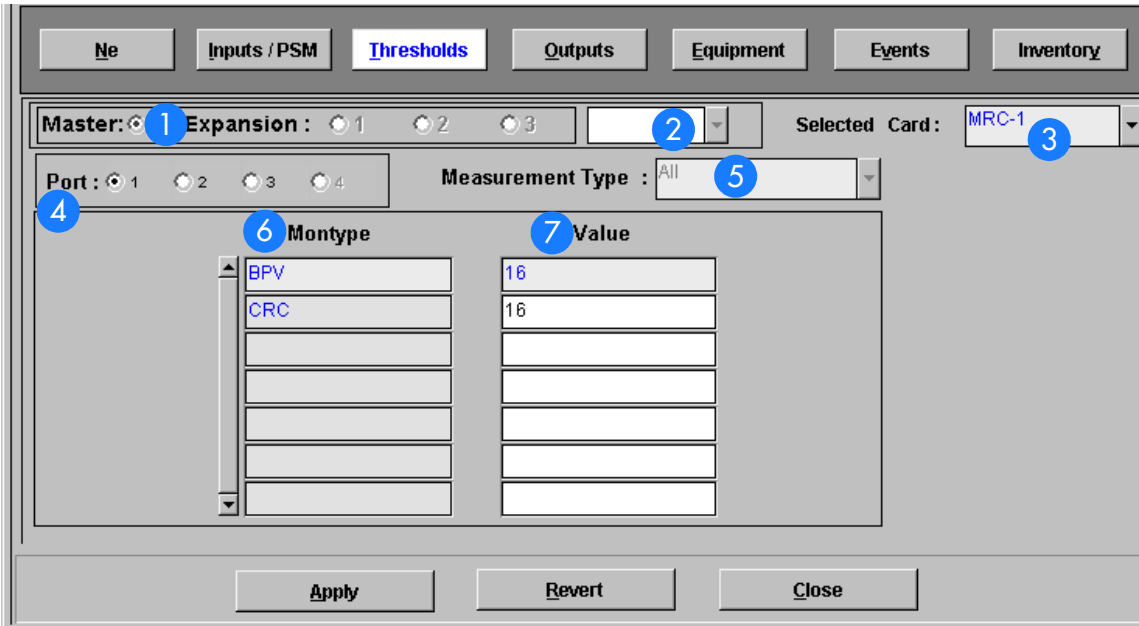 Ne Inputs / PSM Thresholds Outputs Equipment Events Inventory
Master: 1 Expansion : 1 2 3 2 Selected Card : MRC-1 3
Port : 1 2 3 4 Measurement Type : All 5
4
6 Montype 7 Value
BPV 16
CRC 16
Apply Revert Close